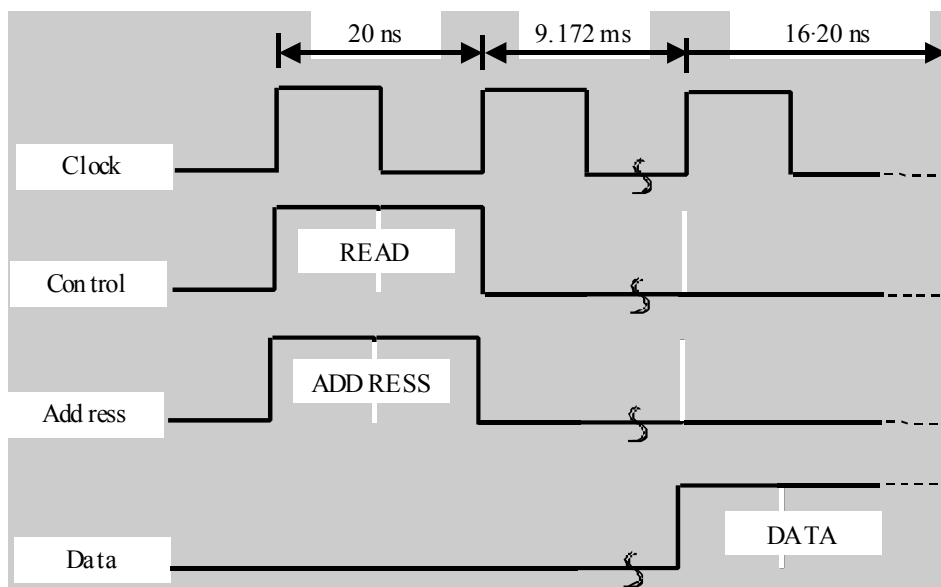 20 ns
9.172 ms
16·20 ns
Clock
READ
Control
ADDRESS
Address
DATA
Data